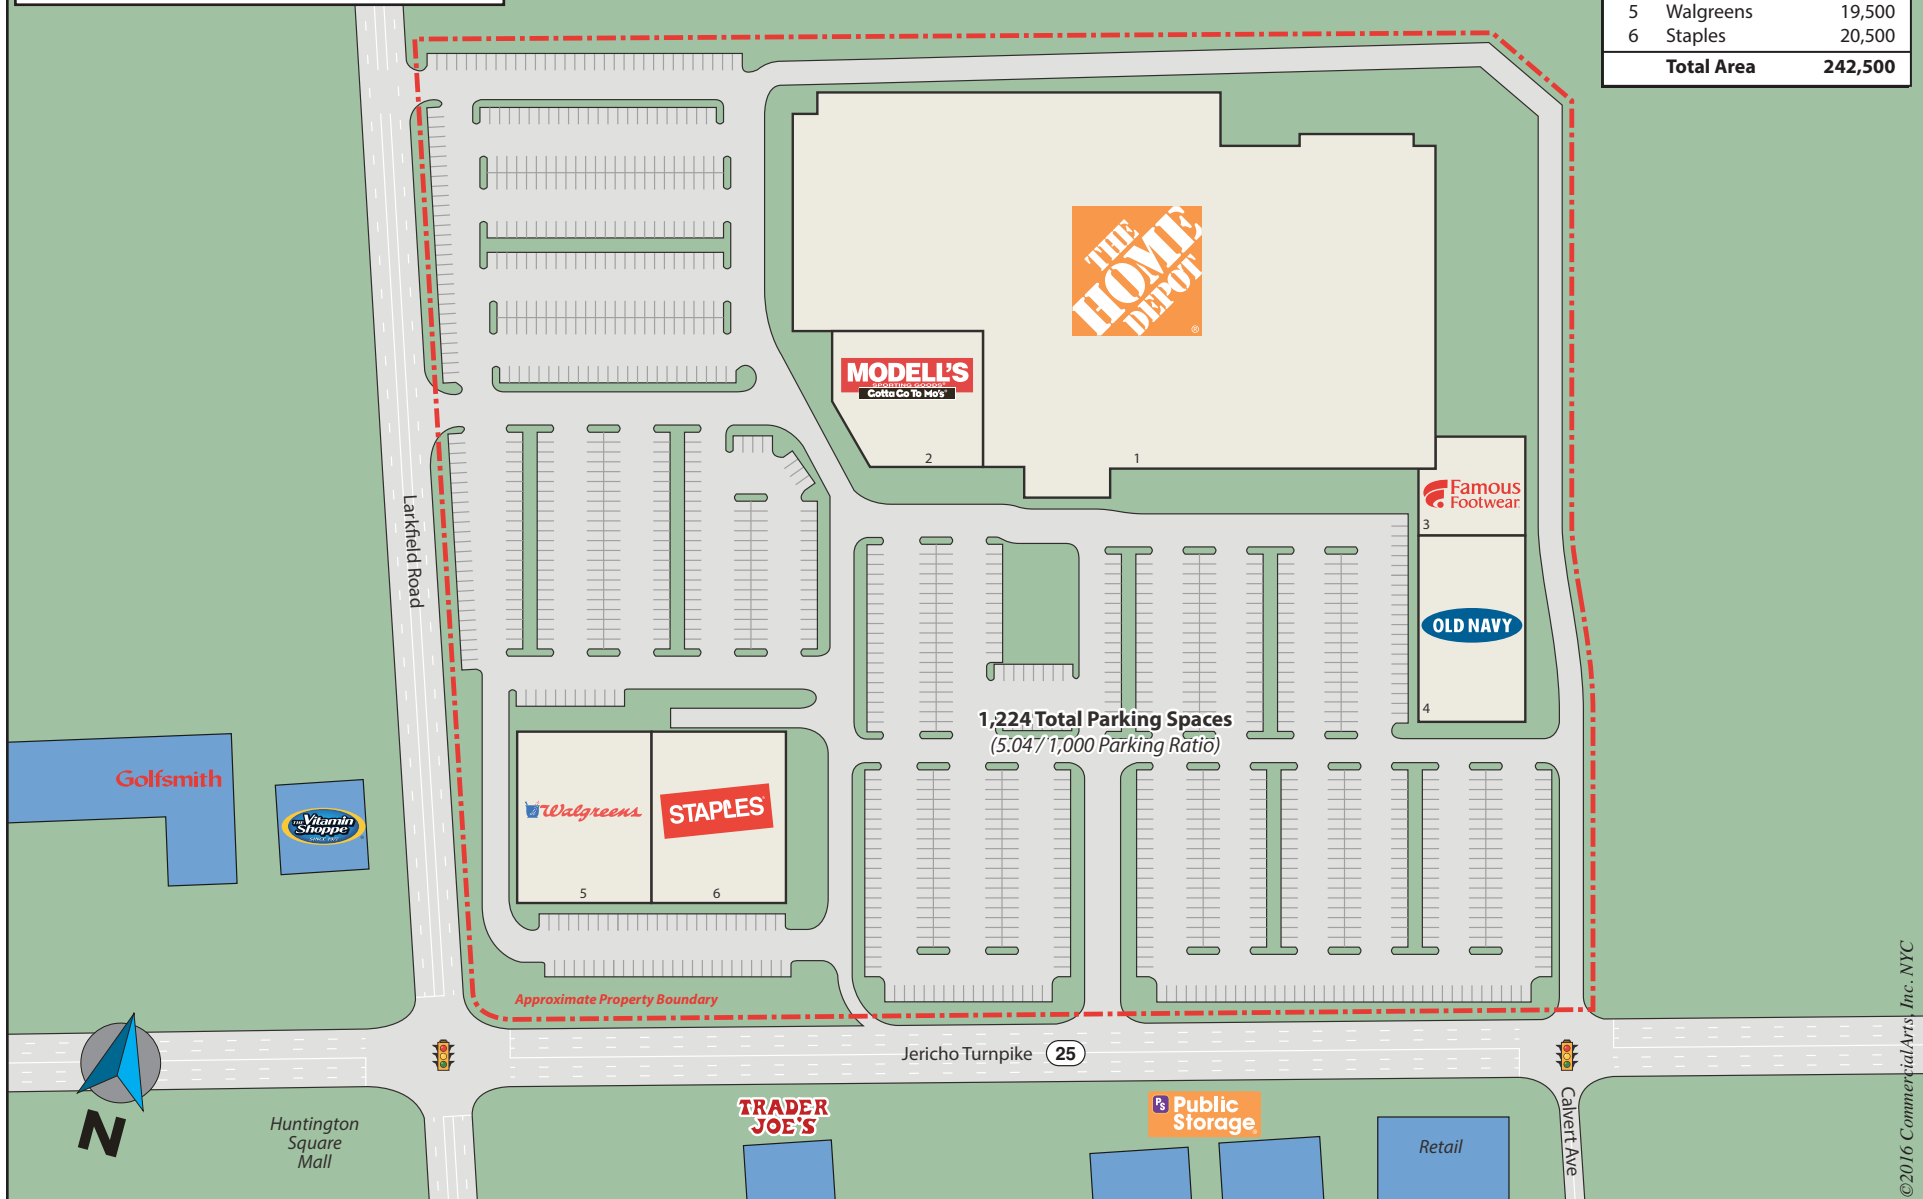 5 Walgreens 19,500
6 Staples 20,500
Total Area 242,500
THE
HOME
DEPOT
®
MODELL'S
SPORTING GOODS
Gotta Go To Mo's
2
1
Famous
Footwear
3
OLD NAVY
4
Larkfield Road
1,224 Total Parking Spaces
(5.047 1,000 Parking Ratio)
Golfsmith
THE Vitamin
Shoppe
Walgreens
STAPLES
5
6
Approximate Property Boundary
Jericho Turnpike 25
N
Huntington
Square
Mall
TRADER
JOE'S
PS Public
Storage
Retail
Calvert Ave
©2016 CommercialArts, Inc. NYC